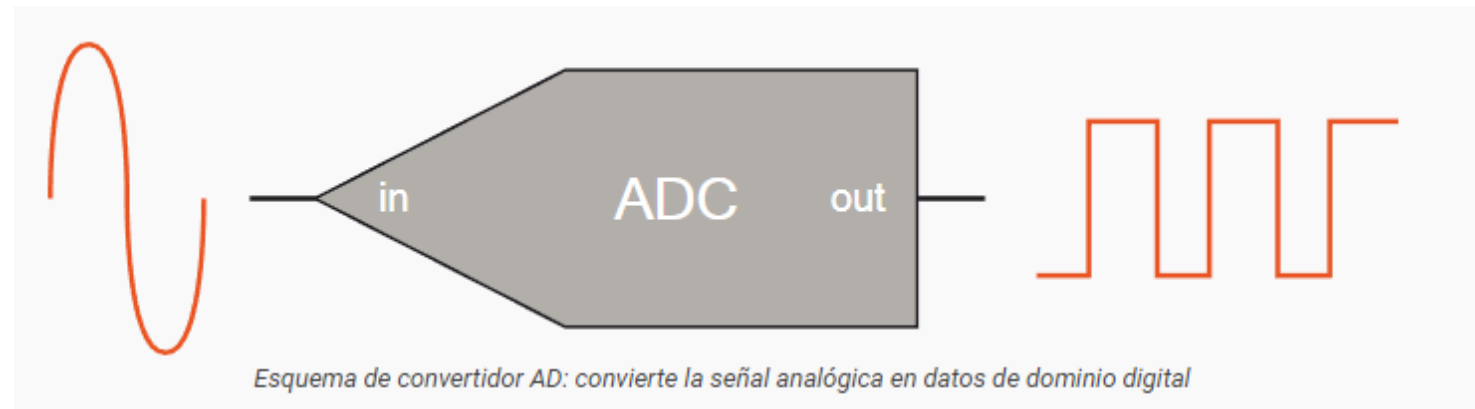 in ADC out
Esquema de convertidor AD: convierte la señal analógica en datos de dominio digital